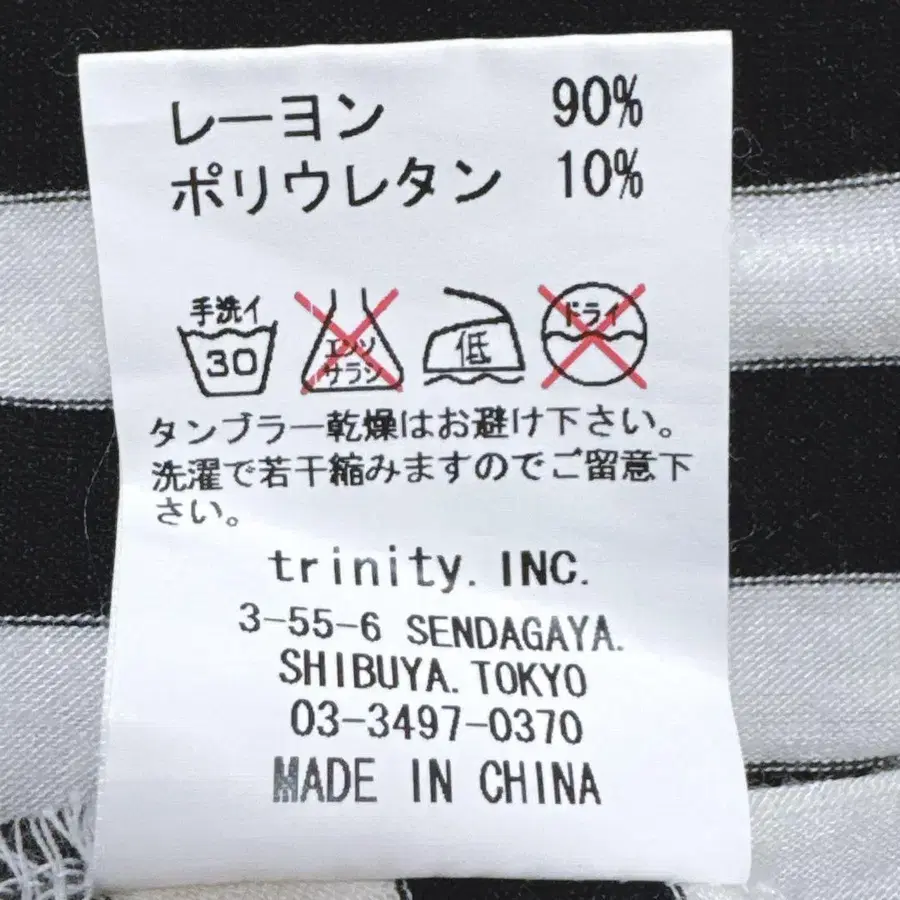 レーヨン 90%
ポリウレタン 10%
手洗イ
30
エンソ
サラシ
低
ドライ
タンブラー乾燥はお避け下さい。
洗濯で若干縮みますのでご留意下
さい。
trinity. INC.
3-55-6 SENDAGAYA.
SHIBUYA. TOKYO
03-3497-0370
MADE IN CHINA